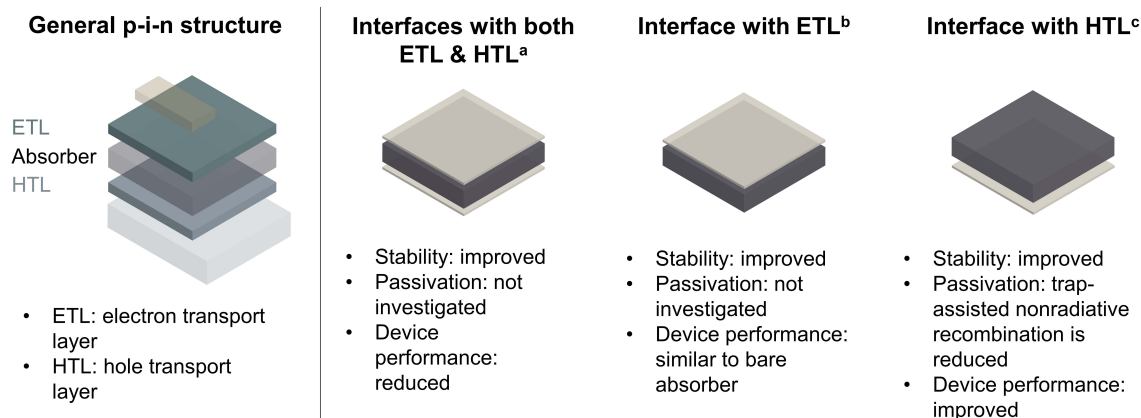 General p-i-n structure
ETL
Absorber
HTL
• ETL: electron transport
layer
• HTL: hole transport
layer
Interfaces with both
ETL & HTLᵃ
• Stability: improved
• Passivation: not
investigated
• Device
performance:
reduced
Interface with ETLᵇ
• Stability: improved
• Passivation: not
investigated
• Device performance:
similar to bare
absorber
Interface with HTLᶜ
• Stability: improved
• Passivation: trap-
assisted nonradiative
recombination is
reduced
• Device performance:
improved